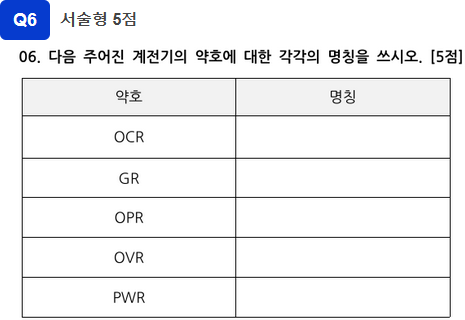 Q6 서술형 5점
06. 다음 주어진 계전기의 약호에 대한 각각의 명칭을 쓰시오. [5점]
약호 명칭
OCR
GR
OPR
OVR
PWR